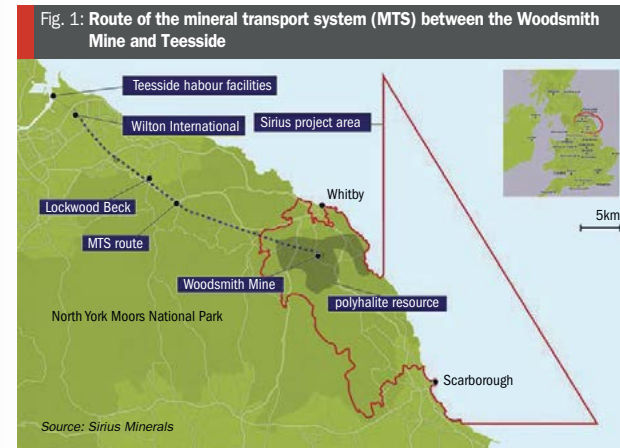 Fig. 1: Route of the mineral transport system (MTS) between the Woodsmith
Mine and Teesside
Teesside habour facilities
Wilton International
Sirius project area
5km
Whitby
Lockwood Beck
MTS route
Woodsmith Mine
polyhalite resource
North York Moors National Park
Scarborough
Source: Sirius Minerals